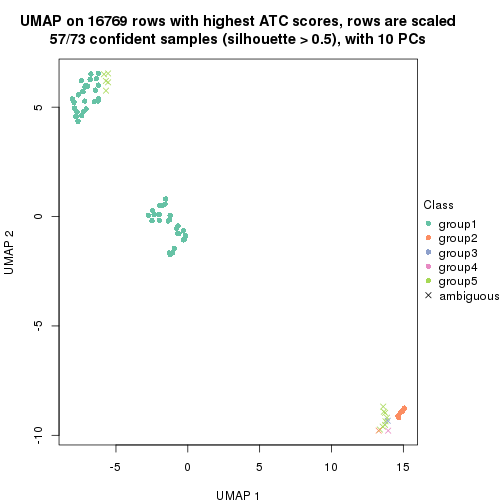 UMAP on 16769 rows with highest ATC scores, rows are scaled
57/73 confident samples (silhouette > 0.5), with 10 PCs
5
0
-5
-10
UMAP 2
-5
0
5
10
15
UMAP 1
Class
group1
group2
group3
group4
group5
ambiguous